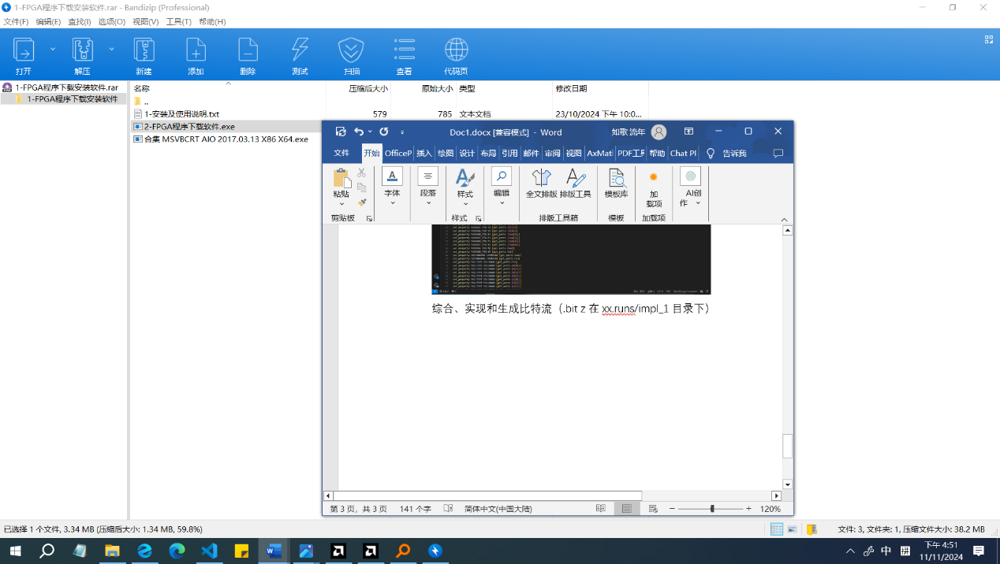 1-FPGA程序下载安装软件.rar - Bandizip (Professional)
文件(F) 编辑(E) 查找(I) 选项(O) 视图(V) 工具(T) 帮助(H)
打开 解压 新建 添加 删除 测试 扫描 查看 代码页
1-FPGA程序下载安装软件.rar
1-FPGA程序下载安装软件
名称 压缩后大小 原始大小 类型 修改日期
..
1-安装及使用说明.txt 579 785 文本文档 23/10/2024 下午 10:0...
2-FPGA程序下载软件.exe
合集 MSVBCRT AIO 2017.03.13 X86 X64.exe
Doc1.docx [兼容模式] - Word 如歌 流年
文件 开始 OfficeP 插入 绘图 设计 布局 引用 邮件 审阅 视图 AxMat PDF工具 帮助 Chat PP 告诉我
粘贴 字体 段落 样式 编辑 全文排版 排版工具 模板库 加载项 AI创作
剪贴板 样式 排版工具箱 模板 加载项
综合、实现和生成比特流（.bit z 在 xx.runs/impl_1 目录下）
第 3 页，共 3 页 141 个字 简体中文(中国大陆) 120%
已选择 1 个文件, 3.34 MB (压缩后大小: 1.34 MB, 59.8%) 文件: 3, 文件夹: 1, 压缩文件大小: 38.2 MB
中 拼 下午 4:51
11/11/2024